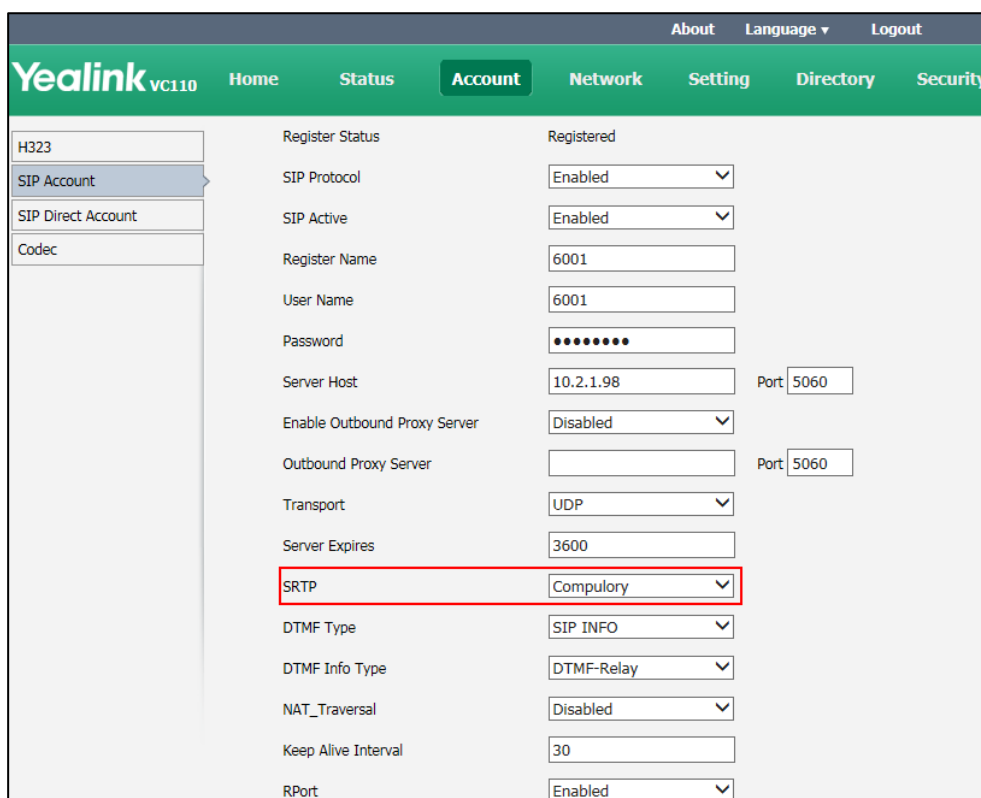 About Language ▾ Logout
Yealink VC110 Home Status Account Network Setting Directory Security
H323
SIP Account
SIP Direct Account
Codec
Register Status Registered
SIP Protocol Enabled
SIP Active Enabled
Register Name 6001
User Name 6001
Password ••••••••
Server Host 10.2.1.98 Port 5060
Enable Outbound Proxy Server Disabled
Outbound Proxy Server Port 5060
Transport UDP
Server Expires 3600
SRTP Compulory
DTMF Type SIP INFO
DTMF Info Type DTMF-Relay
NAT_Traversal Disabled
Keep Alive Interval 30
RPort Enabled